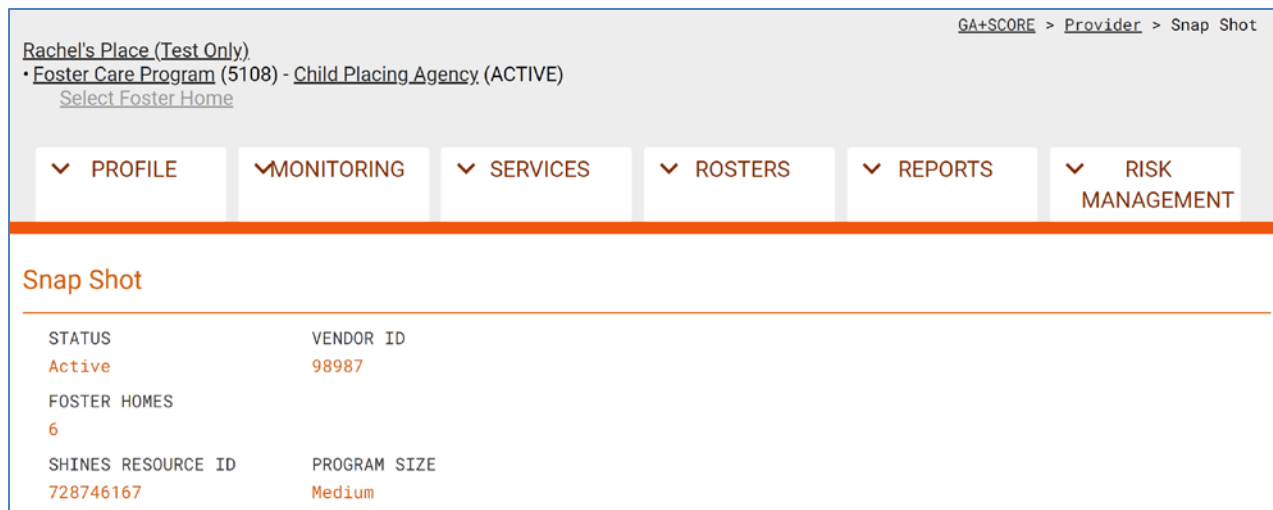 GA+SCORE > Provider > Snap Shot
Rachel's Place (Test Only)
• Foster Care Program (5108) - Child Placing Agency (ACTIVE)
Select Foster Home
PROFILE MONITORING SERVICES ROSTERS REPORTS RISK
MANAGEMENT
Snap Shot
STATUS VENDOR ID
Active 98987
FOSTER HOMES
6
SHINES RESOURCE ID PROGRAM SIZE
728746167 Medium